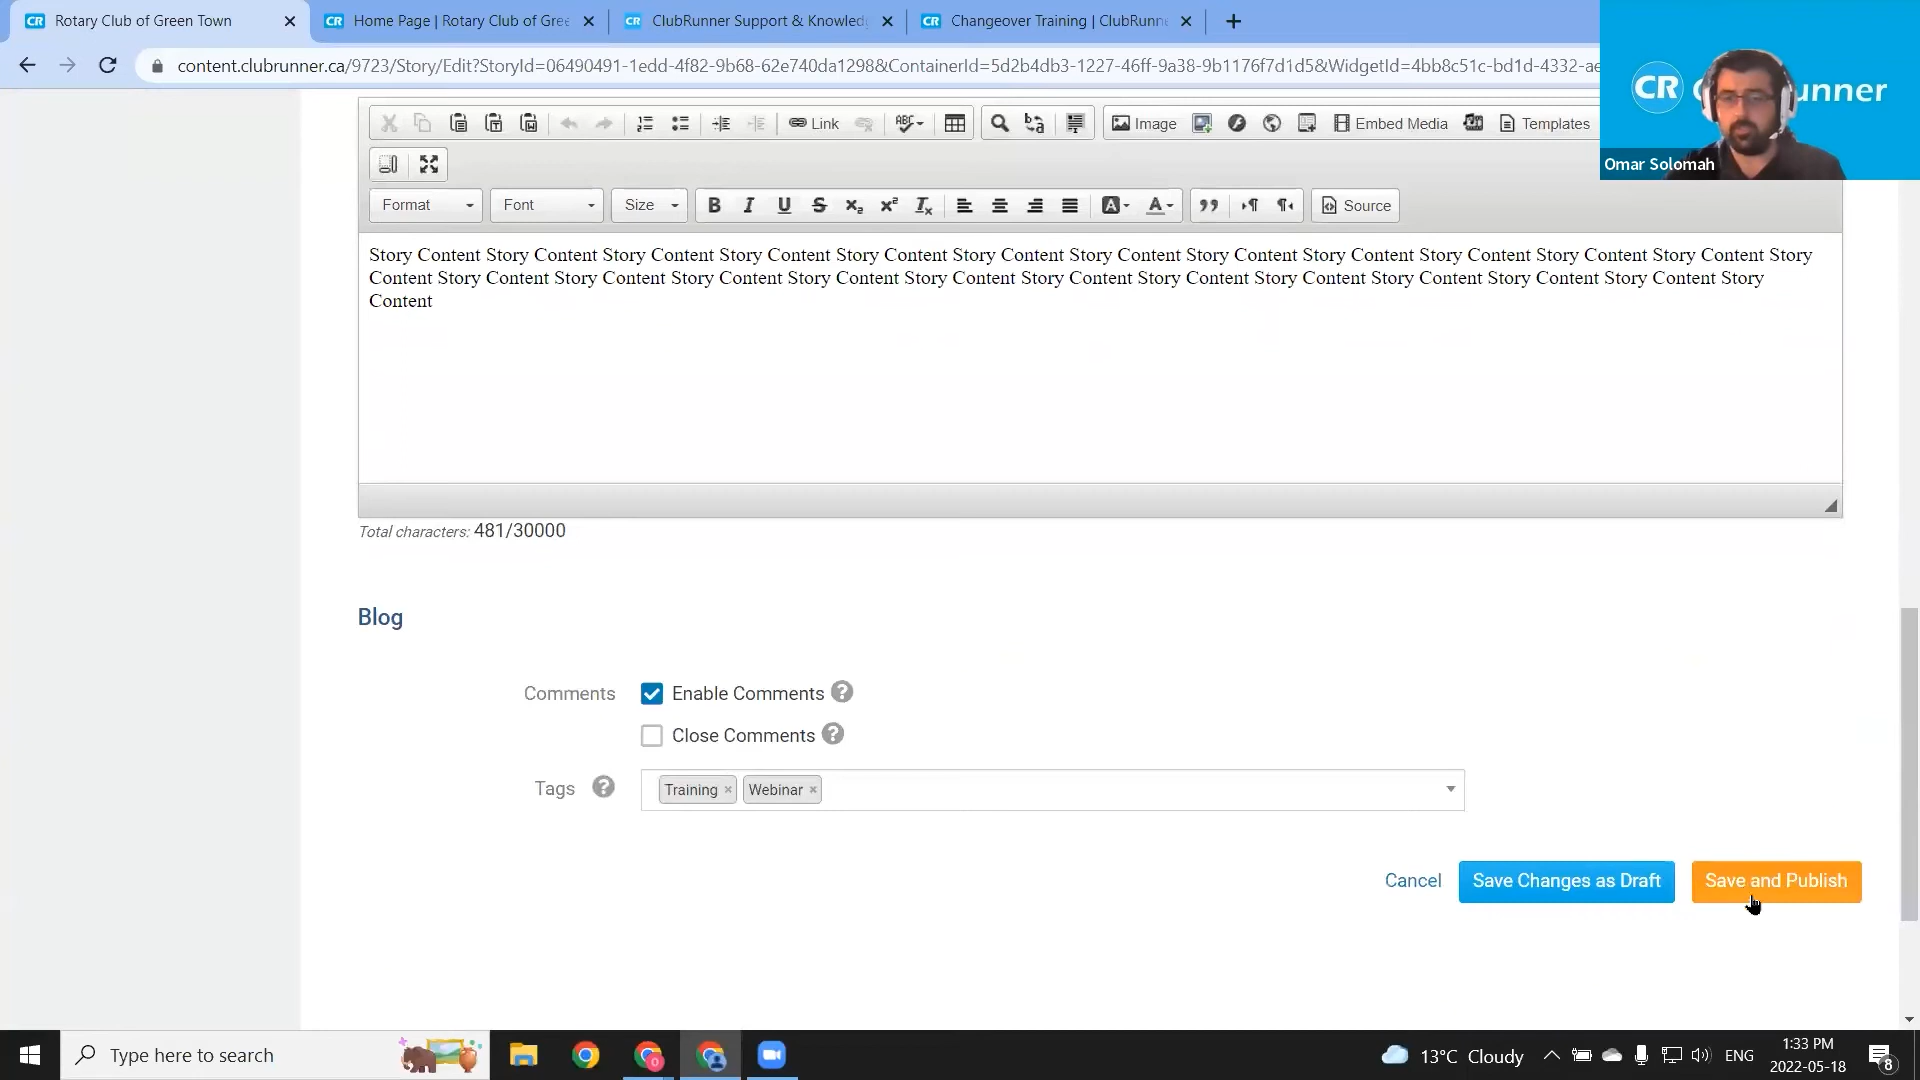 Rotary Club of Green Town
Home Page | Rotary Club of Gree
ClubRunner Support & Knowled
Changeover Training | ClubRunn
content.clubrunner.ca/9723/Story/Edit?StoryId=06490491-1edd-4f82-9b68-62e740da1298&ContainerId=5d2b4db3-1227-46ff-9a38-9b1176f7d1d5&WidgetId=4bb8c51c-bd1d-4332-ae
CR unner
Omar Solomah
Link
Image
Embed Media
Templates
Format
Font
Size
Source
Story Content Story Content Story Content Story Content Story Content Story Content Story Content Story Content Story Content Story Content Story Content Story Content Story
Content Story Content Story Content Story Content Story Content Story Content Story Content Story Content Story Content Story Content Story Content Story Content Story
Content
Total characters: 481/30000
Blog
Comments
Enable Comments
Close Comments
Tags
Training
Webinar
Cancel
Save Changes as Draft
Save and Publish
Type here to search
13°C Cloudy
ENG
1:33 PM
2022-05-18
8